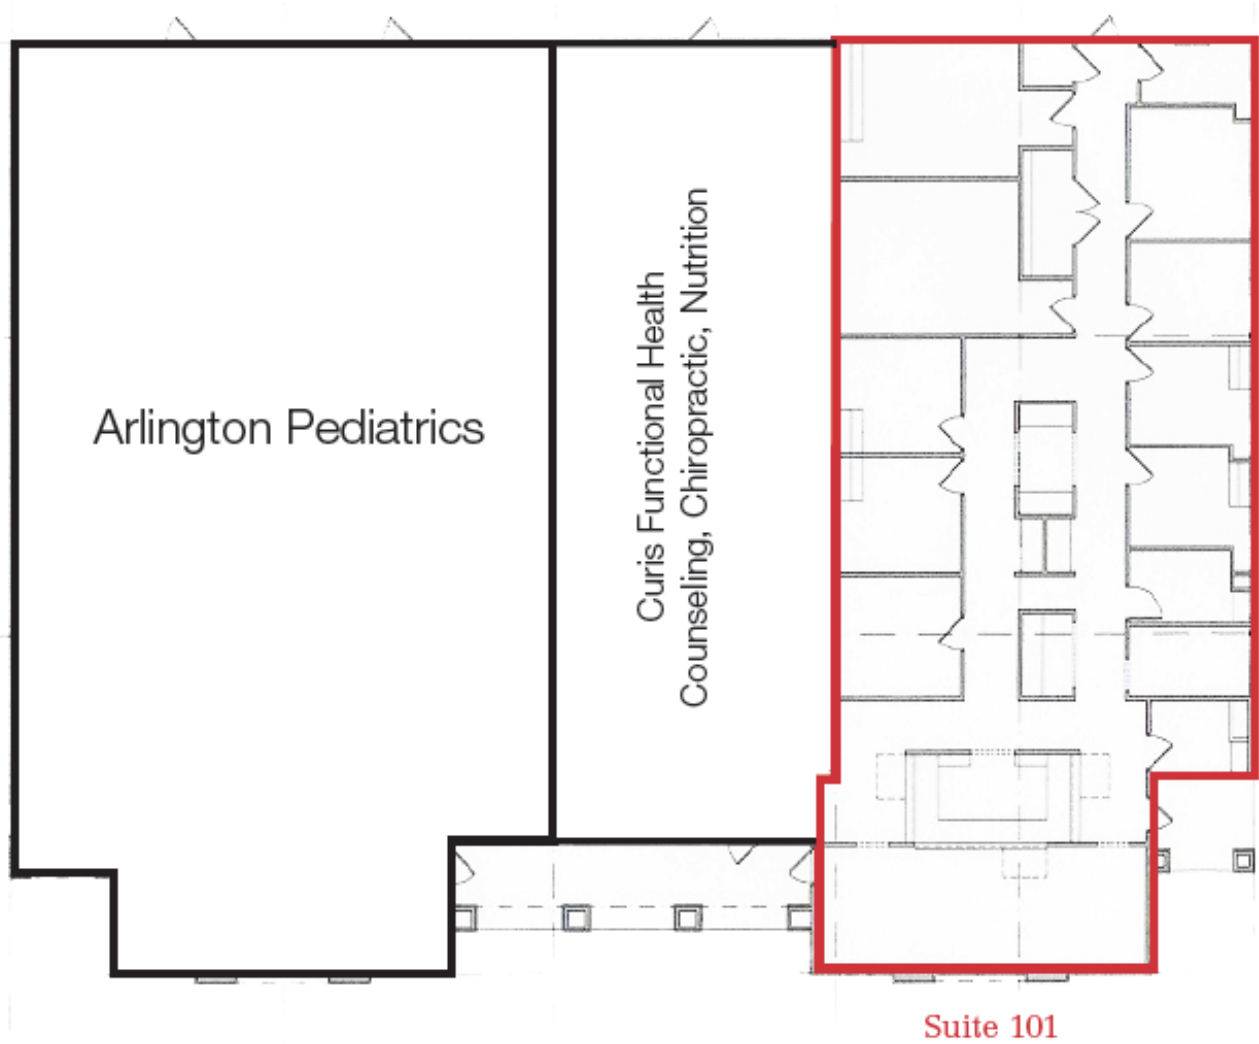 Arlington Pediatrics
Curis Functional Health
Counseling, Chiropractic, Nutrition
Suite 101